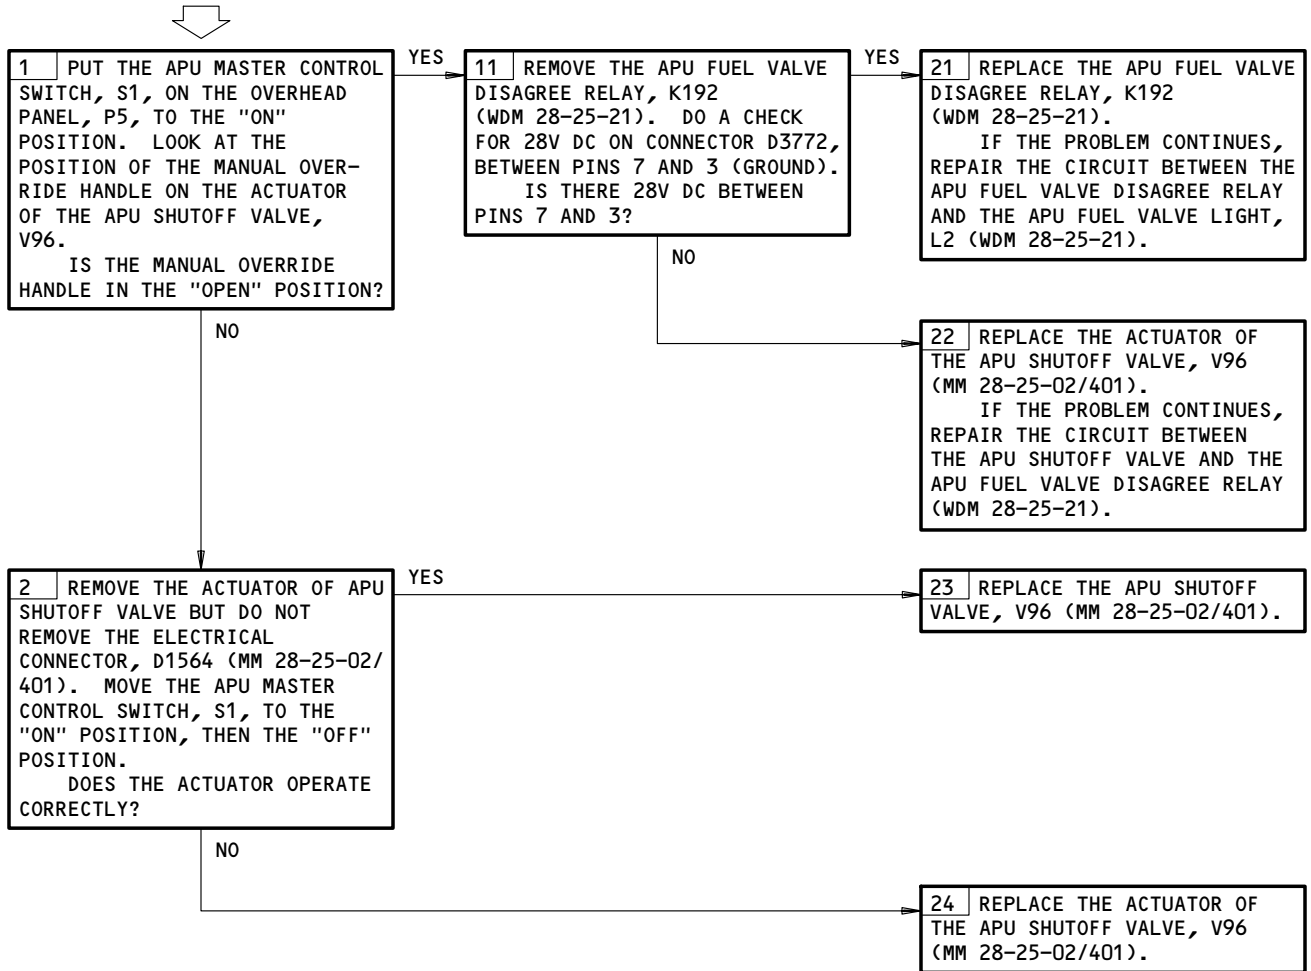 1 PUT THE APU MASTER CONTROL
SWITCH, S1, ON THE OVERHEAD
PANEL, P5, TO THE "ON"
POSITION. LOOK AT THE
POSITION OF THE MANUAL OVER-
RIDE HANDLE ON THE ACTUATOR
OF THE APU SHUTOFF VALVE,
V96.
IS THE MANUAL OVERRIDE
HANDLE IN THE "OPEN" POSITION?
YES
11 REMOVE THE APU FUEL VALVE
DISAGREE RELAY, K192
(WDM 28-25-21). DO A CHECK
FOR 28V DC ON CONNECTOR D3772,
BETWEEN PINS 7 AND 3 (GROUND).
IS THERE 28V DC BETWEEN
PINS 7 AND 3?
YES
21 REPLACE THE APU FUEL VALVE
DISAGREE RELAY, K192
(WDM 28-25-21).
IF THE PROBLEM CONTINUES,
REPAIR THE CIRCUIT BETWEEN THE
APU FUEL VALVE DISAGREE RELAY
AND THE APU FUEL VALVE LIGHT,
L2 (WDM 28-25-21).
NO
22 REPLACE THE ACTUATOR OF
THE APU SHUTOFF VALVE, V96
(MM 28-25-02/401).
IF THE PROBLEM CONTINUES,
REPAIR THE CIRCUIT BETWEEN
THE APU SHUTOFF VALVE AND THE
APU FUEL VALVE DISAGREE RELAY
(WDM 28-25-21).
NO
2 REMOVE THE ACTUATOR OF APU
SHUTOFF VALVE BUT DO NOT
REMOVE THE ELECTRICAL
CONNECTOR, D1564 (MM 28-25-02/
401). MOVE THE APU MASTER
CONTROL SWITCH, S1, TO THE
"ON" POSITION, THEN THE "OFF"
POSITION.
DOES THE ACTUATOR OPERATE
CORRECTLY?
YES
23 REPLACE THE APU SHUTOFF
VALVE, V96 (MM 28-25-02/401).
NO
24 REPLACE THE ACTUATOR OF
THE APU SHUTOFF VALVE, V96
(MM 28-25-02/401).